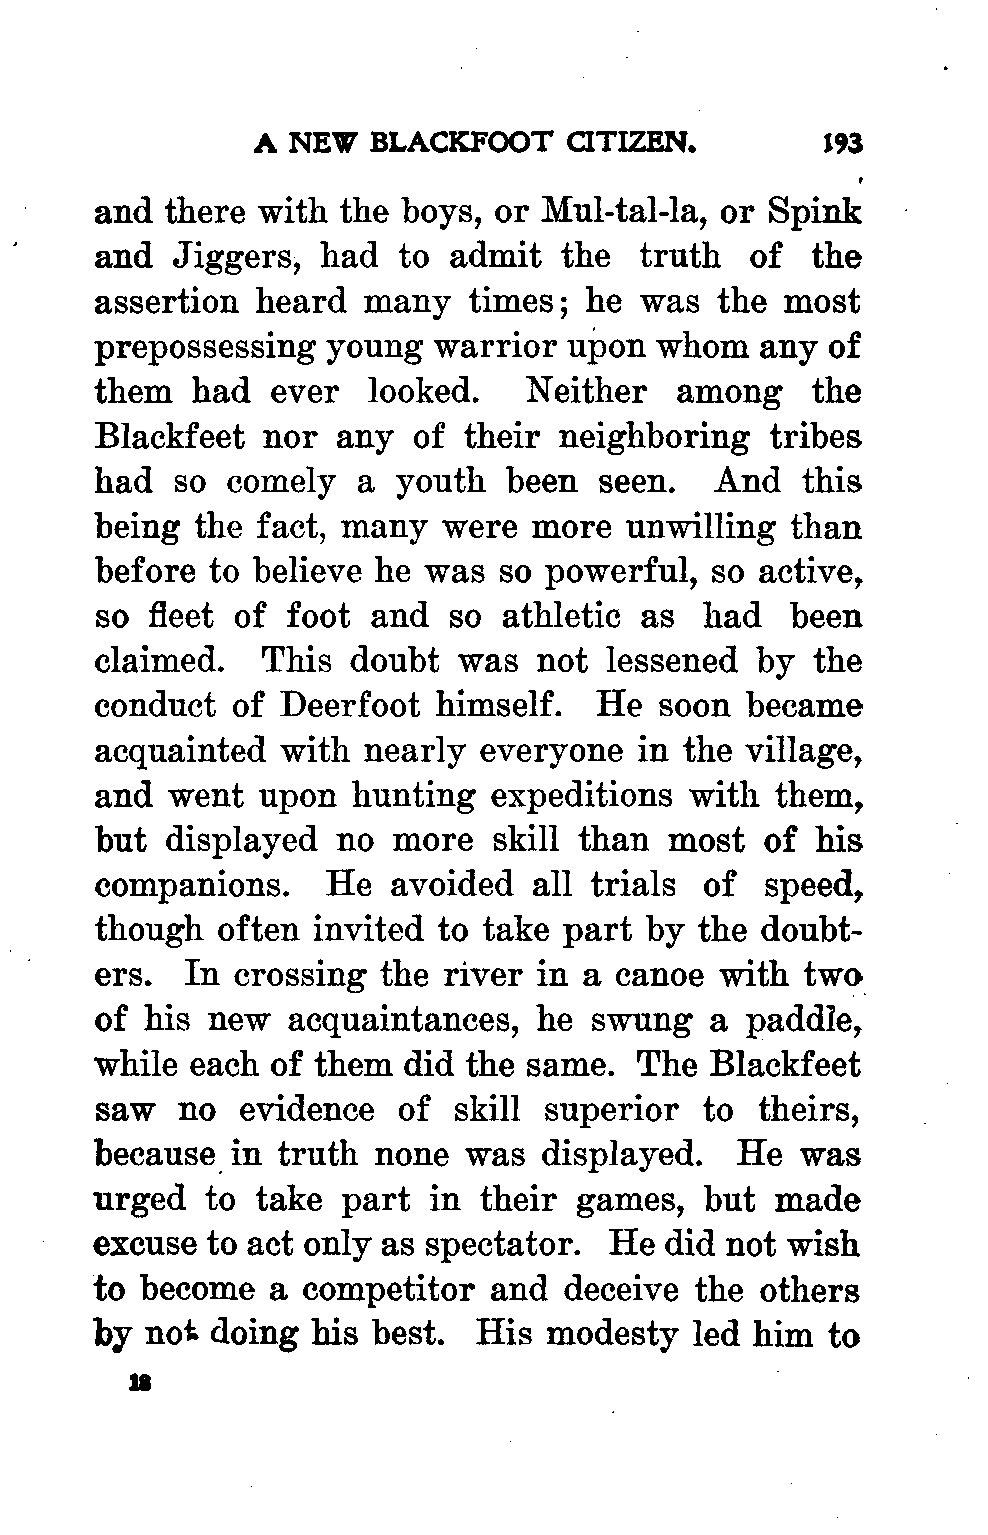 A NEW BLACKFOOT CITIZEN. 193
and there with the boys, or Mul-tal-la, or Spink
and Jiggers, had to admit the truth of the
assertion heard many times; he was the most
prepossessing young warrior upon whom any of
them had ever looked. Neither among the
Blackfeet nor any of their neighboring tribes
had so comely a youth been seen. And this
being the fact, many were more unwilling than
before to believe he was so powerful, so active,
so fleet of foot and so athletic as had been
claimed. This doubt was not lessened by the
conduct of Deerfoot himself. He soon became
acquainted with nearly everyone in the village,
and went upon hunting expeditions with them,
but displayed no more skill than most of his
companions. He avoided all trials of speed,
though often invited to take part by the doubt-
ers. In crossing the river in a canoe with two
of his new acquaintances, he swung a paddle,
while each of them did the same. The Blackfeet
saw no evidence of skill superior to theirs,
because in truth none was displayed. He was
urged to take part in their games, but made
excuse to act only as spectator. He did not wish
to become a competitor and deceive the others
by not doing his best. His modesty led him to